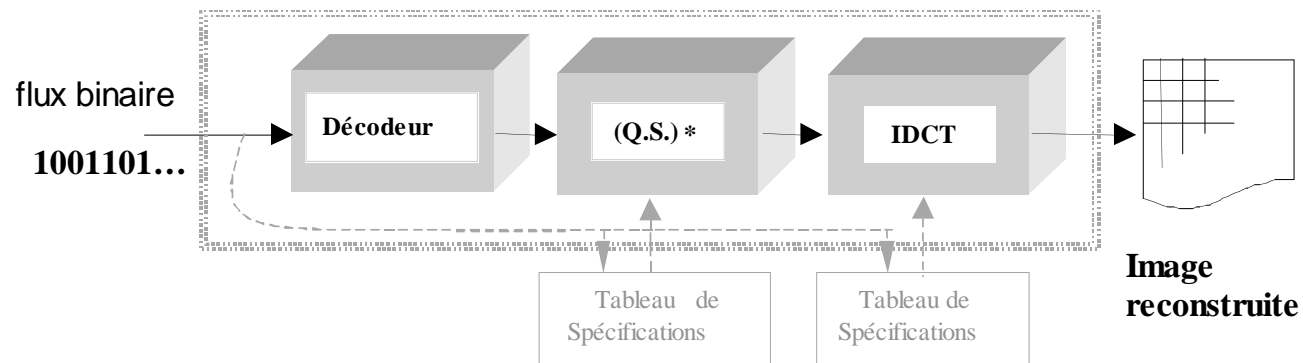 flux binaire
1001101…
Décodeur
(Q.S.) *
IDCT
Tableau de
Spécifications
Tableau de
Spécifications
Image
reconstruite